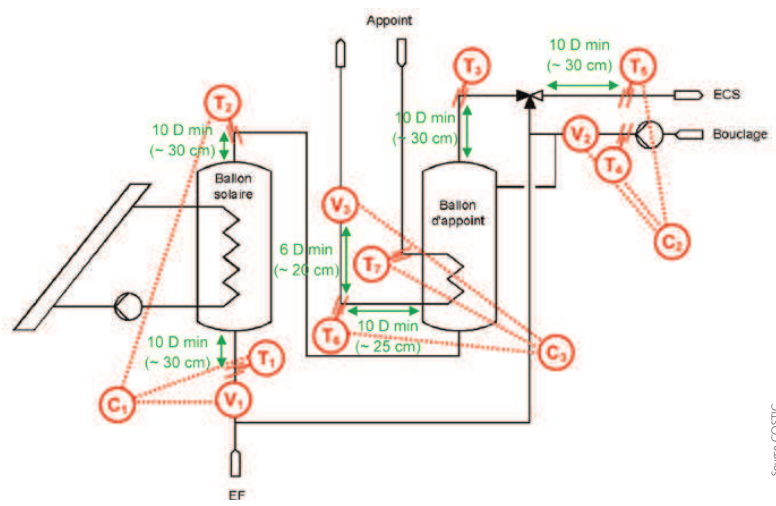 Appoint
10 D min
(~ 30 cm)
T3
T5
ECS
T2
10 D min
(~ 30 cm)
10 D min
(~ 30 cm)
V2
Bouclage
T4
Ballon
solaire
Ballon
d'appoint
V3
6 D min
(~ 20 cm)
T7
C2
10 D min
(~ 30 cm)
T6
10 D min
(~ 25 cm)
C3
T1
C1
V1
EF
Source COSTIC